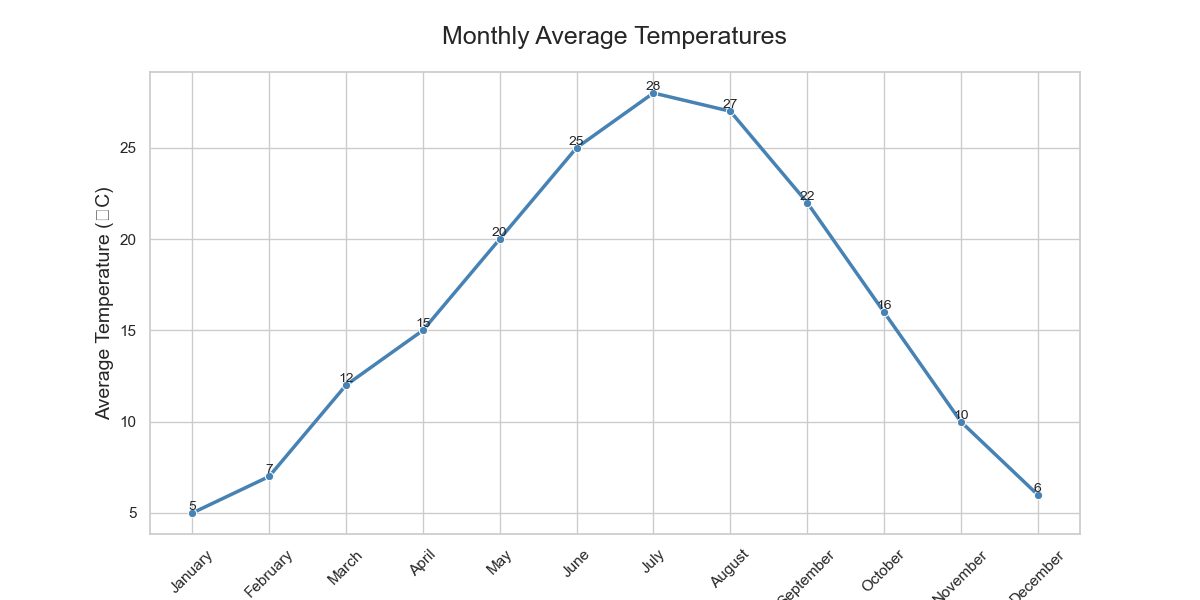 Monthly Average Temperatures
Average Temperature (□C)
25
20
15
10
5
5
7
12
15
20
25
28
27
22
16
10
6
January
February
March
April
May
June
July
August
September
October
November
December